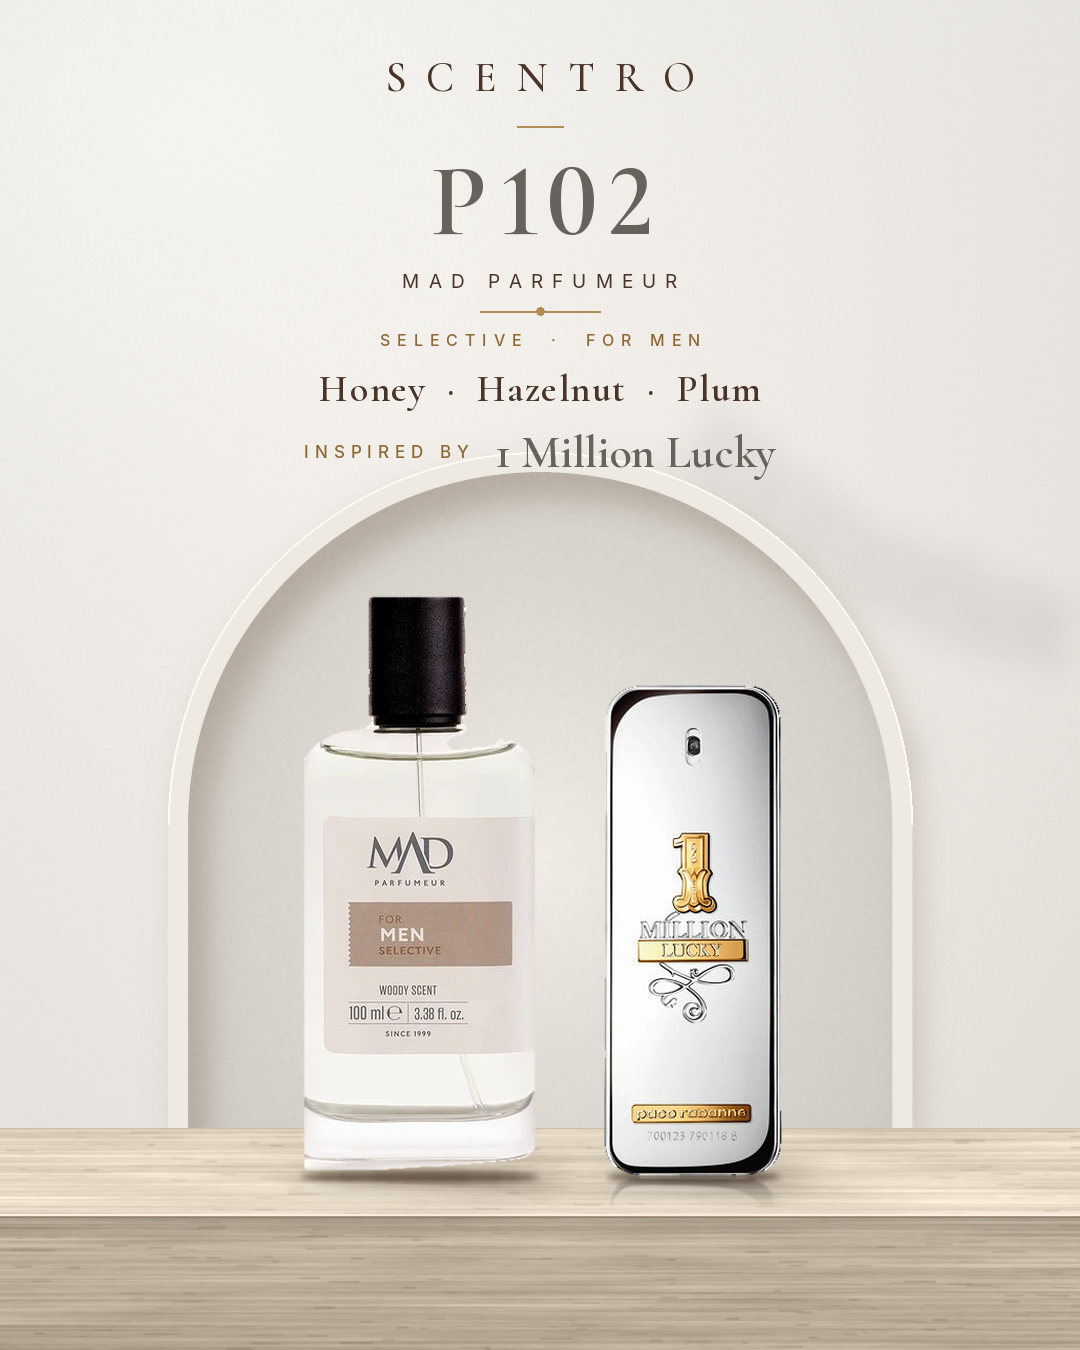 SCENTRO
P102
MAD PARFUMEUR
SELECTIVE · FOR MEN
Honey · Hazelnut · Plum
INSPIRED BY 1 Million Lucky
MAD
PARFUMEUR
FOR
MEN
SELECTIVE
WOODY SCENT
100 ml ℮ 3.38 fl. oz.
SINCE 1999
1
MILLION
LUCKY
paco rabanne
700123 790118 8